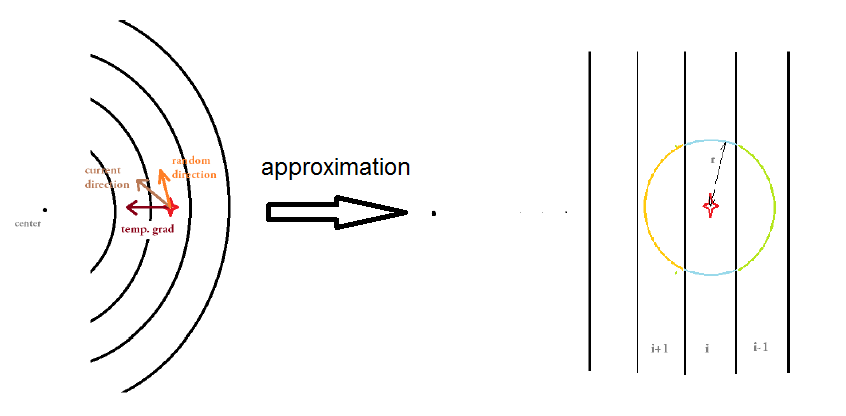 random
direction
current
direction
temp. grad
center
approximation
r
i+1
i
i-1